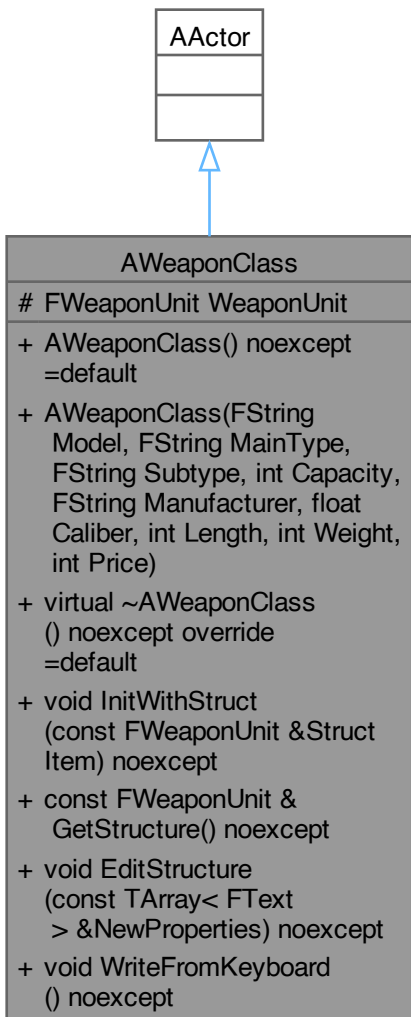 AActor
AWeaponClass
# FWeaponUnit WeaponUnit
+ AWeaponClass() noexcept
=default
+ AWeaponClass(FString
Model, FString MainType,
FString Subtype, int Capacity,
FString Manufacturer, float
Caliber, int Length, int Weight,
int Price)
+ virtual ~AWeaponClass
() noexcept override
=default
+ void InitWithStruct
(const FWeaponUnit &Struct
Item) noexcept
+ const FWeaponUnit &
GetStructure() noexcept
+ void EditStructure
(const TArray< FText
> &NewProperties) noexcept
+ void WriteFromKeyboard
() noexcept